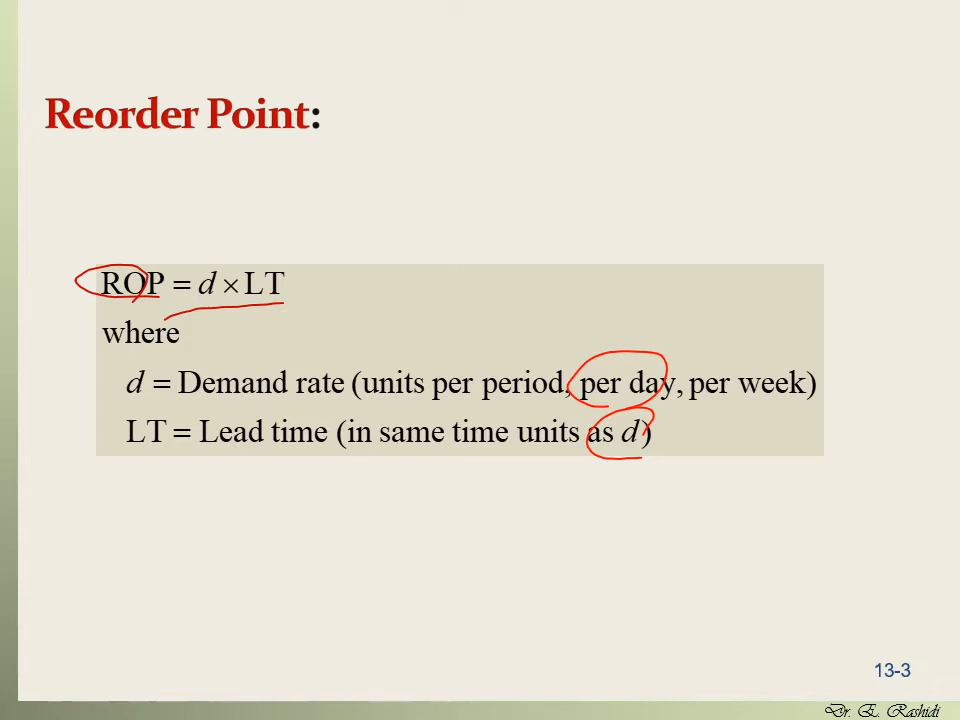 Reorder Point:
ROP = d × LT
where
d = Demand rate (units per period, per day, per week)
LT = Lead time (in same time units as d)
13-3
Dr. E. Rashidi